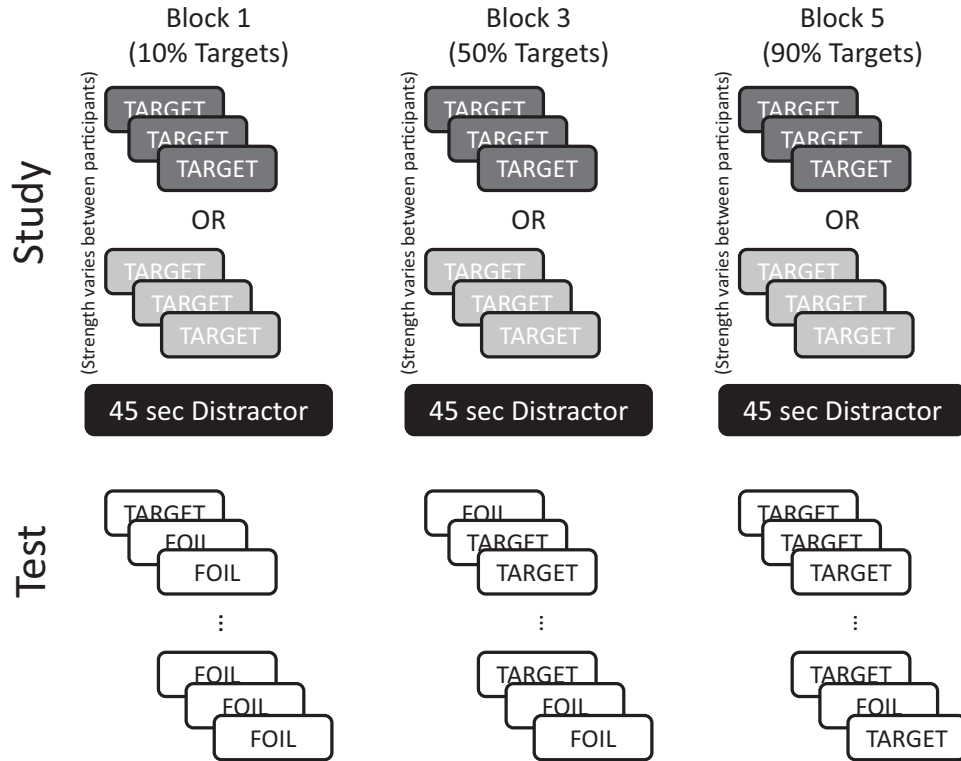 Block 1
(10% Targets)
Block 3
(50% Targets)
Block 5
(90% Targets)
Study
(Strength varies between participants)
TARGET
TARGET
TARGET
OR
TARGET
TARGET
TARGET
(Strength varies between participants)
TARGET
TARGET
TARGET
OR
TARGET
TARGET
TARGET
(Strength varies between participants)
TARGET
TARGET
TARGET
OR
TARGET
TARGET
TARGET
45 sec Distractor
45 sec Distractor
45 sec Distractor
Test
TARGET
FOIL
FOIL
...
FOIL
FOIL
FOIL
FOIL
TARGET
TARGET
...
TARGET
FOIL
FOIL
TARGET
TARGET
TARGET
...
TARGET
FOIL
TARGET